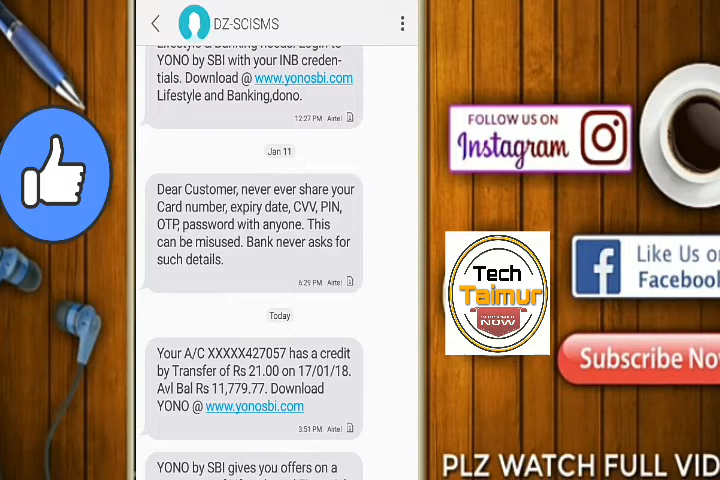 DZ-SCISMS
Lifestyle & Banking needs! Login to
YONO by SBI with your INB creden-
tials. Download @ www.yonosbi.com
Lifestyle and Banking,dono.
12:27 PM Airtel 1
Jan 11
Dear Customer, never ever share your
Card number, expiry date, CVV, PIN,
OTP, password with anyone. This
can be misused. Bank never asks for
such details.
6:29 PM Airtel 1
Today
Your A/C XXXXX427057 has a credit
by Transfer of Rs 21.00 on 17/01/18.
Avl Bal Rs 11,779.77. Download
YONO @ www.yonosbi.com
3:51 PM Airtel 1
YONO by SBI gives you offers on a
FOLLOW US ON
Instagram
Tech
Taimur
SUBSCRIBE
NOW
Like Us on
Facebook
Subscribe Now
PLZ WATCH FULL VID